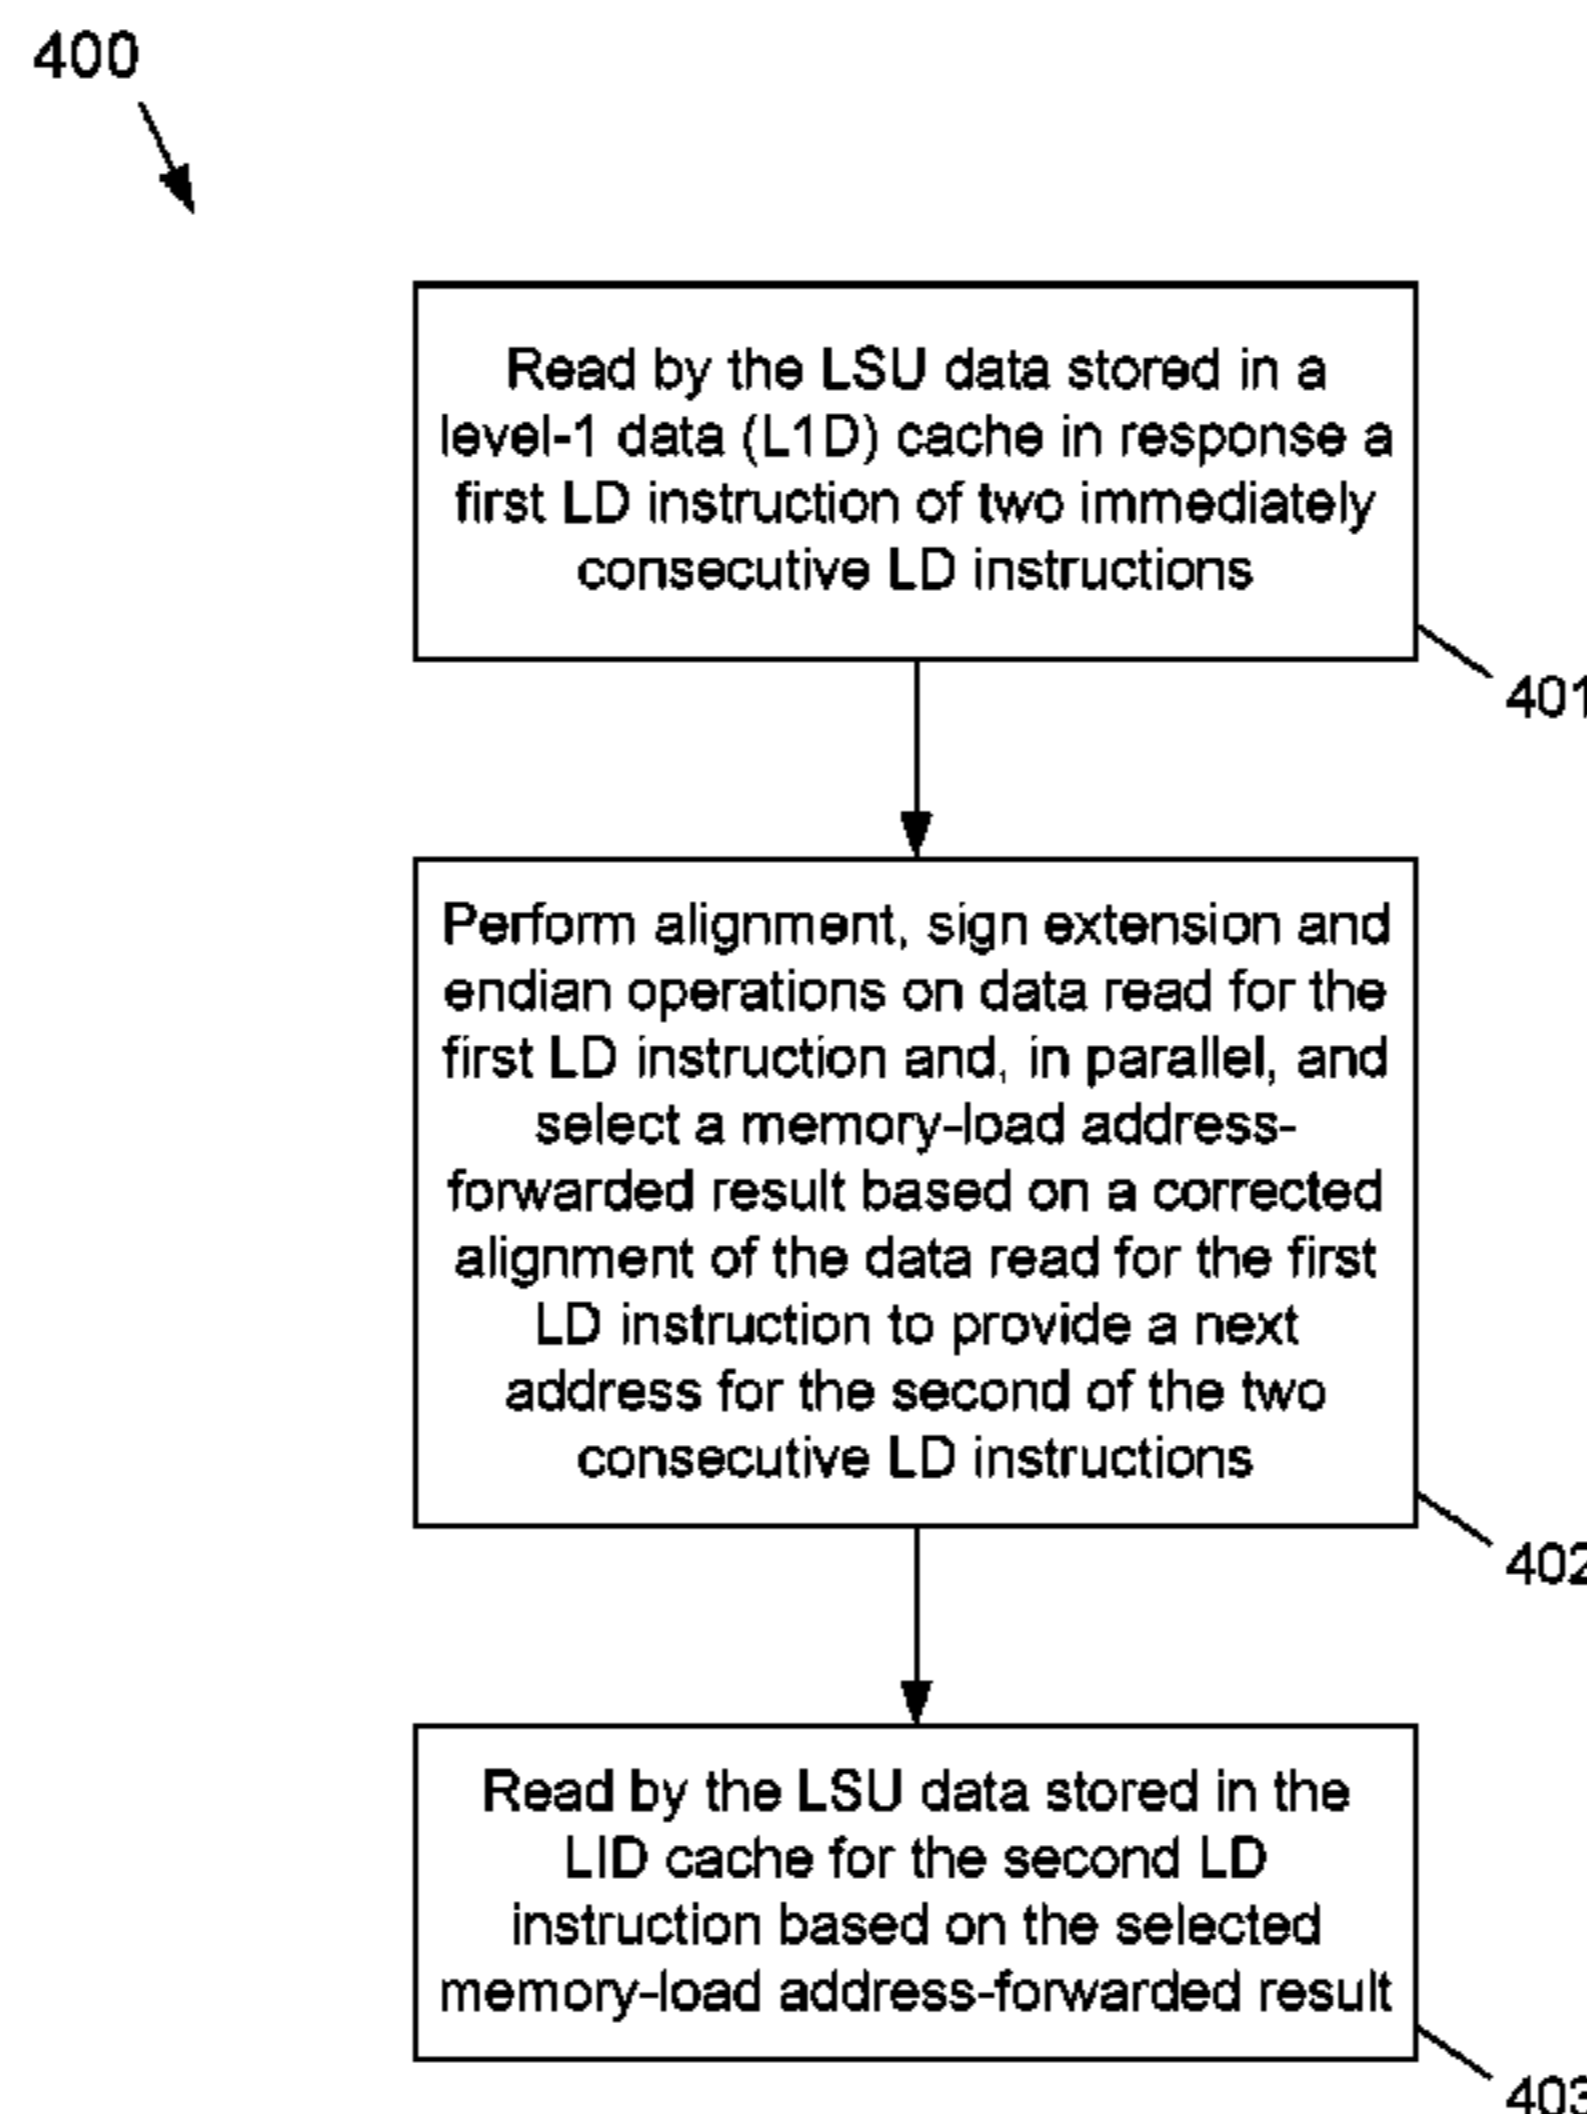 400
Read by the LSU data stored in a
level-1 data (L1D) cache in response a
first LD instruction of two immediately
consecutive LD instructions
401
Perform alignment, sign extension and
endian operations on data read for the
first LD instruction and, in parallel, and
select a memory-load address-
forwarded result based on a corrected
alignment of the data read for the first
LD instruction to provide a next
address for the second of the two
consecutive LD instructions
402
Read by the LSU data stored in the
LID cache for the second LD
instruction based on the selected
memory-load address-forwarded result
403